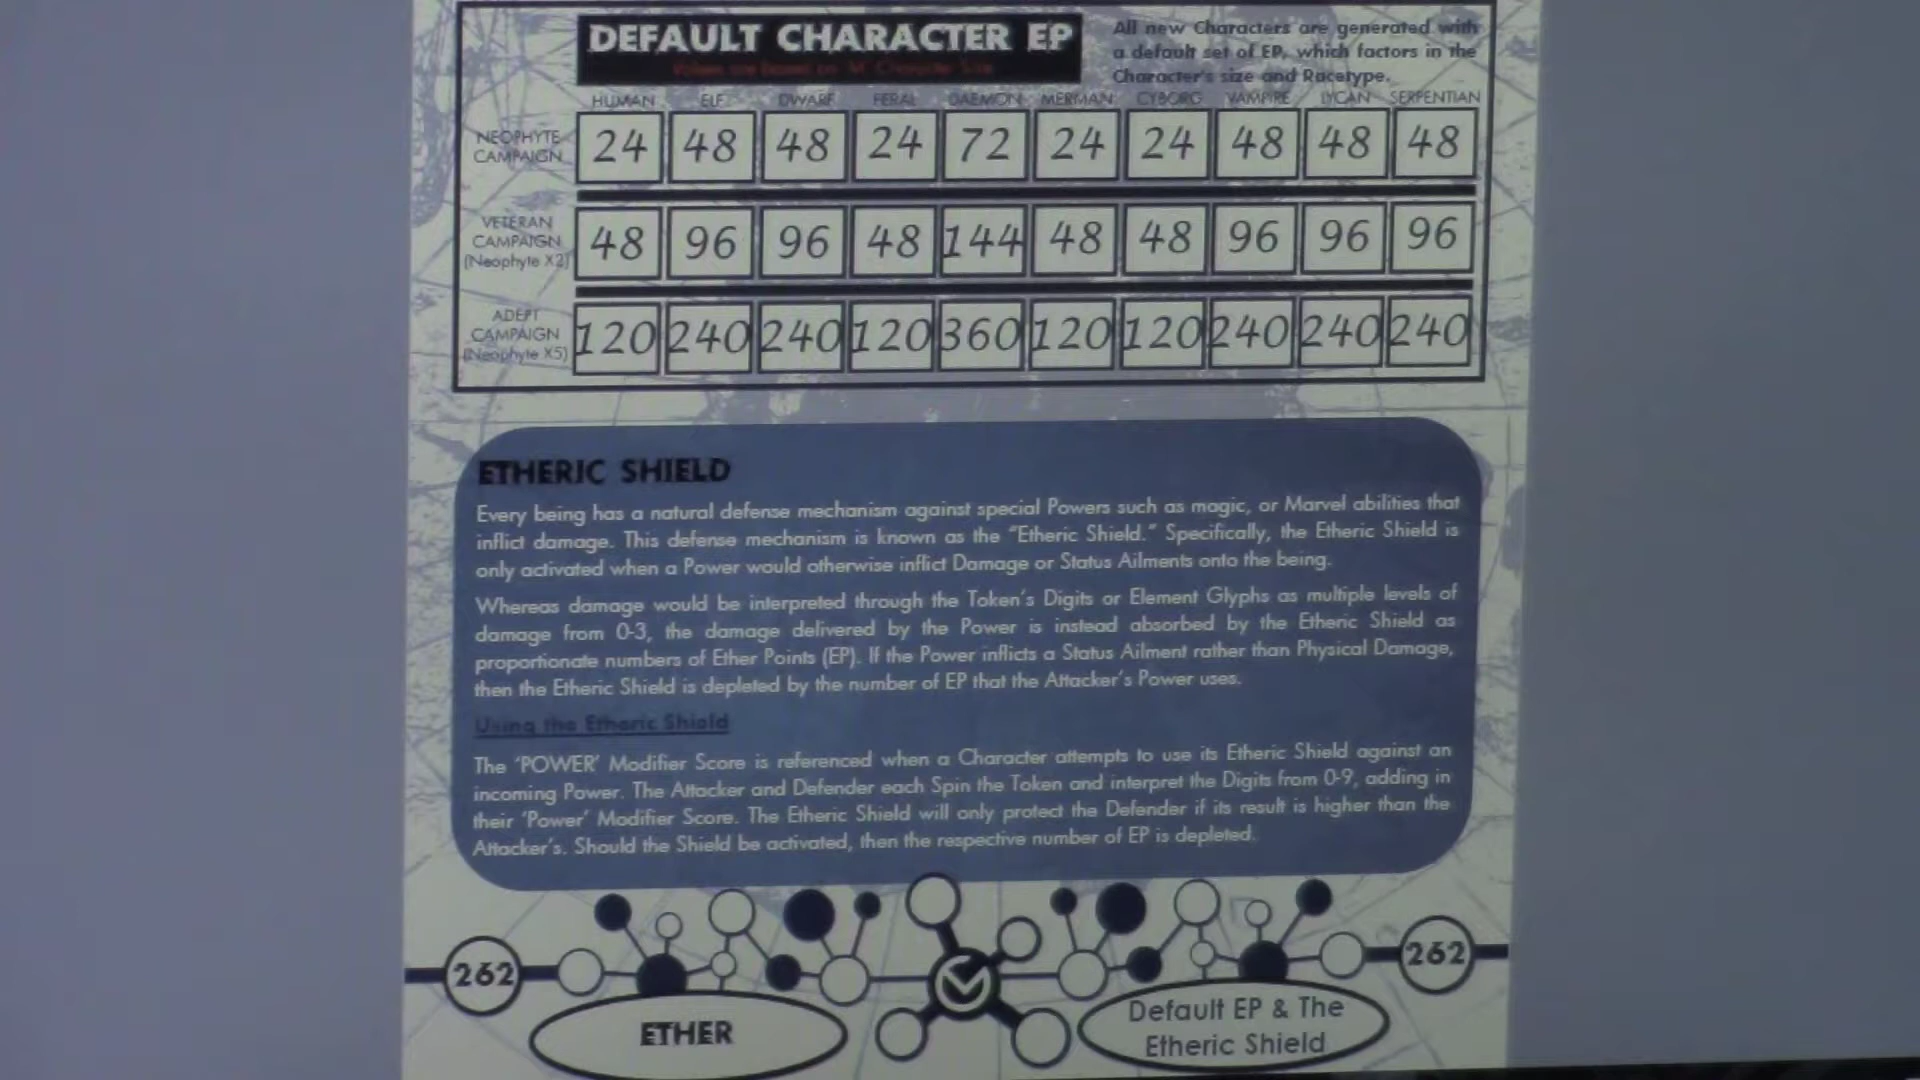 DEFAULT CHARACTER EP
Values are Based on 'M' Character Size
All new Characters are generated with
a default set of EP, which factors in the
Character's size and Racetype.
HUMAN ELF DWARF FERAL DAEMON MERMAN CYBORG VAMPIRE LYCAN SERPENTIAN
NEOPHYTE
CAMPAIGN
24 48 48 24 72 24 24 48 48 48
VETERAN
CAMPAIGN
(Neophyte X2)
48 96 96 48 144 48 48 96 96 96
ADEPT
CAMPAIGN
(Neophyte X5)
120 240 240 120 360 120 120 240 240 240
ETHERIC SHIELD
Every being has a natural defense mechanism against special Powers such as magic, or Marvel abilities that
inflict damage. This defense mechanism is known as the "Etheric Shield." Specifically, the Etheric Shield is
only activated when a Power would otherwise inflict Damage or Status Ailments onto the being.
Whereas damage would be interpreted through the Token's Digits or Element Glyphs as multiple levels of
damage from 0-3, the damage delivered by the Power is instead absorbed by the Etheric Shield as
proportionate numbers of Ether Points (EP). If the Power inflicts a Status Ailment rather than Physical Damage,
then the Etheric Shield is depleted by the number of EP that the Attacker's Power uses.
Using the Etheric Shield
The 'POWER' Modifier Score is referenced when a Character attempts to use its Etheric Shield against an
incoming Power. The Attacker and Defender each Spin the Token and interpret the Digits from 0-9, adding in
their 'Power' Modifier Score. The Etheric Shield will only protect the Defender if its result is higher than the
Attacker's. Should the Shield be activated, then the respective number of EP is depleted.
262
262
ETHER
Default EP & The
Etheric Shield